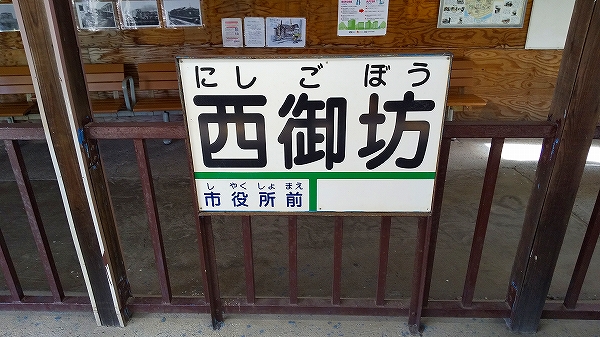 にしごぼう
西御坊
しやくしょまえ
市役所前